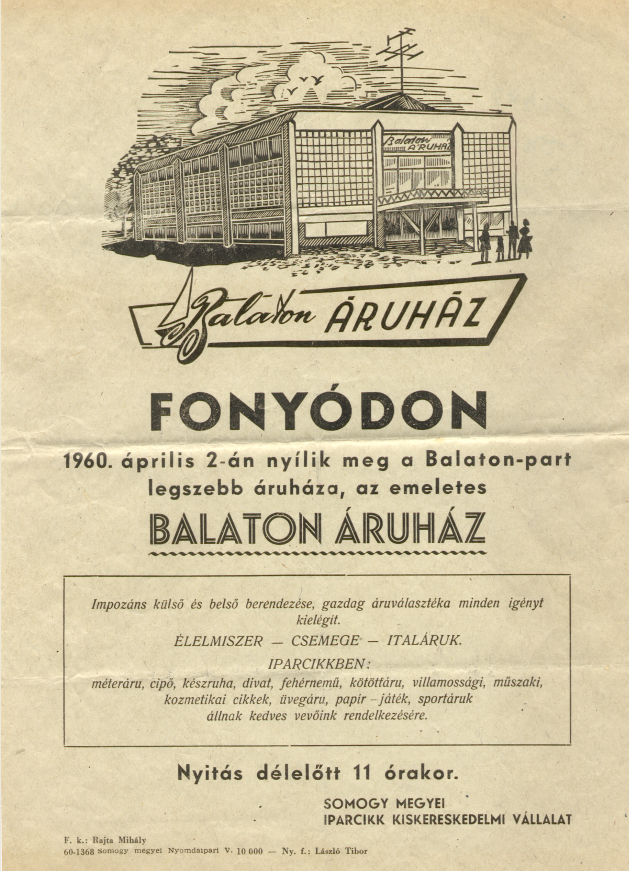 Balaton
ÁRUHÁZ
Balaton ÁRUHÁZ
FONYÓDON
1960. április 2-án nyílik meg a Balaton-part
legszebb áruháza, az emeletes
BALATON ÁRUHÁZ
Impozáns külső és belső berendezése, gazdag áruválasztéka minden igényt
kielégít.
ÉLELMISZER — CSEMEGE — ITALÁRUK.
IPARCIKKBEN:
méteráru, cipő, készruha, divat, fehérnemű, kötöttáru, villamossági, műszaki,
kozmetikai cikkek, üvegáru, papir – játék, sportáruk
állnak kedves vevőink rendelkezésére.
Nyitás délelőtt 11 órakor.
SOMOGY MEGYEI
IPARCIKK KISKERESKEDELMI VÁLLALAT
F. k.: Rajta Mihály
60-1368 Somogy megyei Nyomdaipart V. 10 000 — Ny. f.: László Tibor